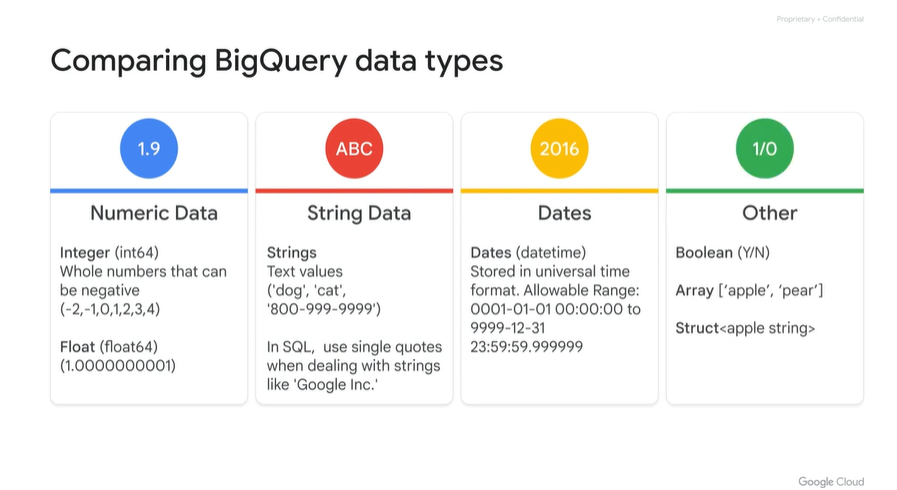 Proprietary + Confidential
Comparing BigQuery data types
1.9
Numeric Data
Integer (int64)
Whole numbers that can
be negative
(-2,-1,0,1,2,3,4)
Float (float64)
(1.0000000001)
ABC
String Data
Strings
Text values
('dog', 'cat',
'800-999-9999')
In SQL, use single quotes
when dealing with strings
like 'Google Inc.'
2016
Dates
Dates (datetime)
Stored in universal time
format. Allowable Range:
0001-01-01 00:00:00 to
9999-12-31
23:59:59.999999
1/0
Other
Boolean (Y/N)
Array [‘apple’, ‘pear’]
Struct<apple string>
Google Cloud